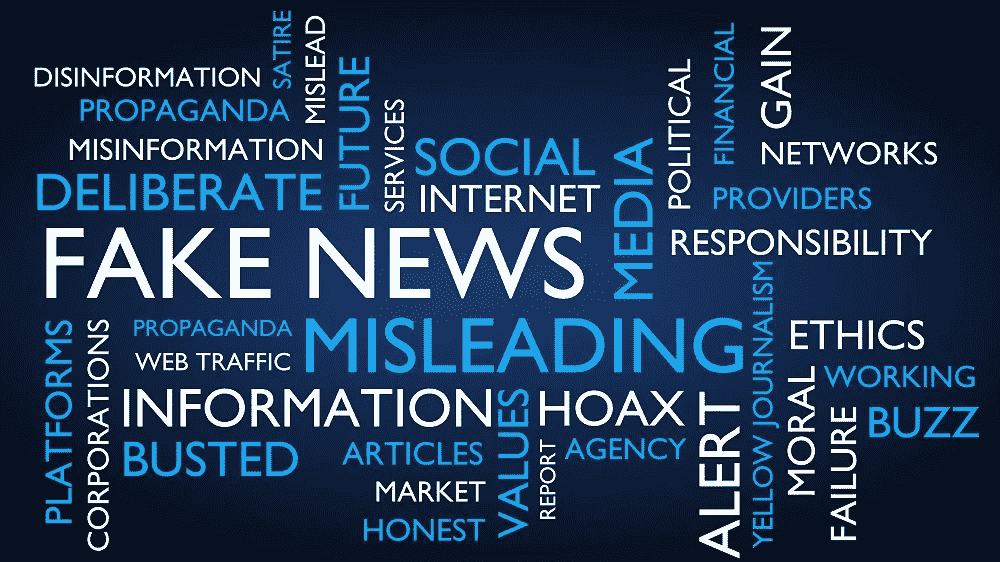 DISINFORMATION
SATIRE
MISLEAD
PROPAGANDA
MISINFORMATION
DELIBERATE
FUTURE
SERVICES
SOCIAL
INTERNET
MEDIA
POLITICAL
FINANCIAL
GAIN
NETWORKS
PROVIDERS
RESPONSIBILITY
FAKE NEWS
PLATFORMS
CORPORATIONS
PROPAGANDA
WEB TRAFFIC
MISLEADING
INFORMATION
BUSTED
ARTICLES
MARKET
HONEST
VALUES
REPORT
HOAX
AGENCY
ALERT
YELLOW JOURNALISM
ETHICS
MORAL
WORKING
FAILURE
BUZZ